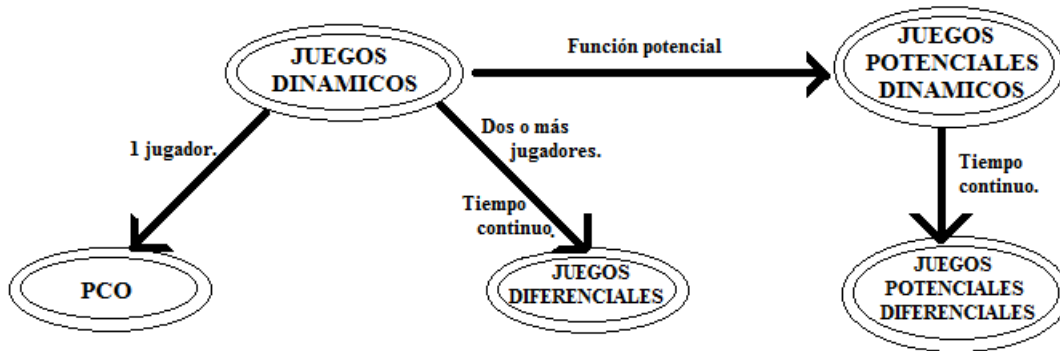 JUEGOS
DINAMICOS
Función potencial
JUEGOS
POTENCIALES
DINAMICOS
1 jugador.
Dos o más
jugadores.
Tiempo
continuo.
Tiempo
continuo.
PCO
JUEGOS
DIFERENCIALES
JUEGOS
POTENCIALES
DIFERENCIALES